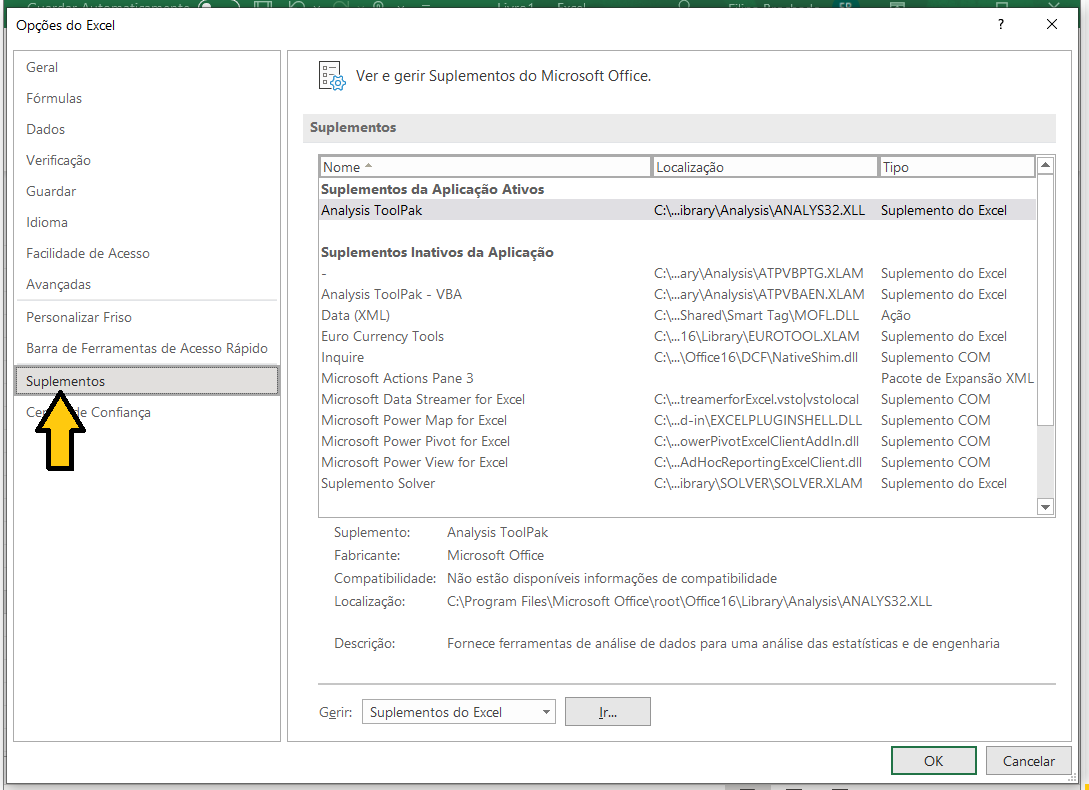 Guardar Automaticamente
Livro1
Excel
Opções do Excel
?
Geral
Fórmulas
Dados
Verificação
Guardar
Idioma
Facilidade de Acesso
Avançadas
Personalizar Friso
Barra de Ferramentas de Acesso Rápido
Suplementos
de Confiança
Ver e gerir Suplementos do Microsoft Office.
Suplementos
Nome Localização Tipo
Suplementos da Aplicação Ativos
Analysis ToolPak C:\...ibrary\Analysis\ANALYS32.XLL Suplemento do Excel
Suplementos Inativos da Aplicação
- C:\...ary\Analysis\ATPVBPTG.XLAM Suplemento do Excel
Analysis ToolPak - VBA C:\...ary\Analysis\ATPVBAEN.XLAM Suplemento do Excel
Data (XML) C:\...Shared\Smart Tag\MOFL.DLL Ação
Euro Currency Tools C:\...16\Library\EUROTOOL.XLAM Suplemento do Excel
Inquire C:\...\Office16\DCF\NativeShim.dll Suplemento COM
Microsoft Actions Pane 3 Pacote de Expansão XML
Microsoft Data Streamer for Excel C:\...treamerforExcel.vsto|vstolocal Suplemento COM
Microsoft Power Map for Excel C:\...d-in\EXCELPLUGINSHELL.DLL Suplemento COM
Microsoft Power Pivot for Excel C:\...owerPivotExcelClientAddIn.dll Suplemento COM
Microsoft Power View for Excel C:\...AdHocReportingExcelClient.dll Suplemento COM
Suplemento Solver C:\...ibrary\SOLVER\SOLVER.XLAM Suplemento do Excel
Suplemento: Analysis ToolPak
Fabricante: Microsoft Office
Compatibilidade: Não estão disponíveis informações de compatibilidade
Localização: C:\Program Files\Microsoft Office\root\Office16\Library\Analysis\ANALYS32.XLL
Descrição: Fornece ferramentas de análise de dados para uma análise das estatísticas e de engenharia
Gerir: Suplementos do Excel Ir...
OK Cancelar